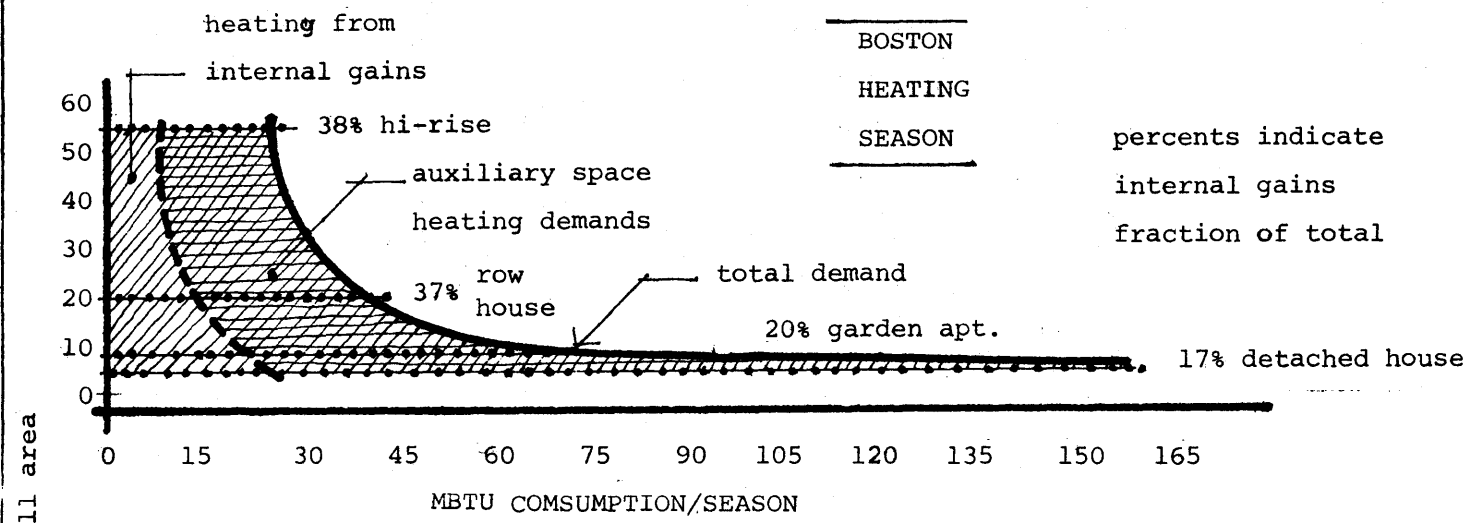 heating from
internal gains
BOSTON
HEATING
SEASON
percents indicate
internal gains
fraction of total
38% hi-rise
auxiliary space
heating demands
37% row
house
total demand
20% garden apt.
17% detached house
60
50
40
30
20
10
0
area
0 15 30 45 60 75 90 105 120 135 150 165
MBTU COMSUMPTION/SEASON